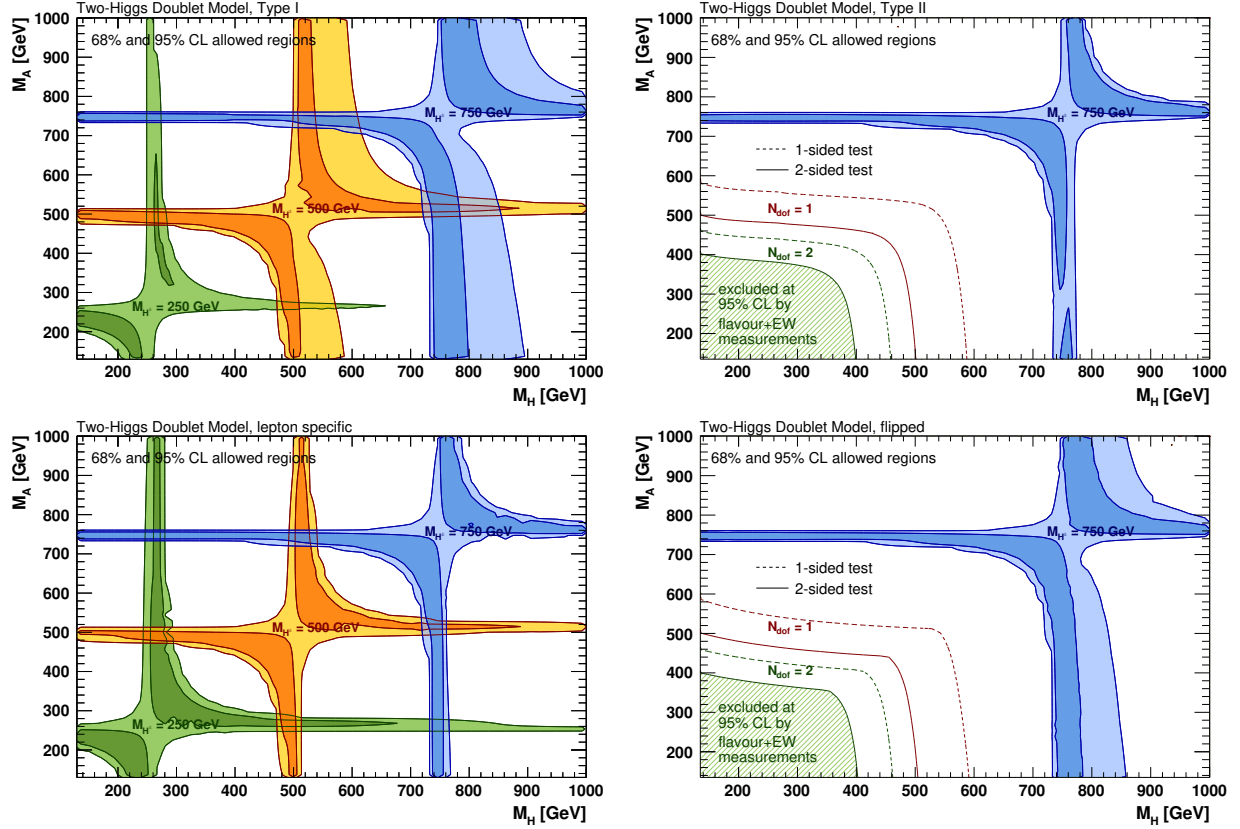 Two-Higgs Doublet Model, Type I
68% and 95% CL allowed regions
M_A [GeV]
1000
900
800
700
600
500
400
300
200
M_H± = 750 GeV
M_H± = 500 GeV
M_H± = 250 GeV
200 300 400 500 600 700 800 900 1000
M_H [GeV]
Two-Higgs Doublet Model, Type II
68% and 95% CL allowed regions
M_A [GeV]
1000
900
800
700
600
500
400
300
200
M_H± = 750 GeV
1-sided test
2-sided test
N_dof = 1
N_dof = 2
excluded at
95% CL by
flavour+EW
measurements
200 300 400 500 600 700 800 900 1000
M_H [GeV]
Two-Higgs Doublet Model, lepton specific
68% and 95% CL allowed regions
M_A [GeV]
1000
900
800
700
600
500
400
300
200
2
M_H± = 750 GeV
M_H± = 500 GeV
M_H± = 250 GeV
200 300 400 500 600 700 800 900 1000
M_H [GeV]
Two-Higgs Doublet Model, flipped
68% and 95% CL allowed regions
M_A [GeV]
1000
900
800
700
600
500
400
300
200
M_H± = 750 GeV
1-sided test
2-sided test
N_dof = 1
N_dof = 2
excluded at
95% CL by
flavour+EW
measurements
200 300 400 500 600 700 800 900 1000
M_H [GeV]